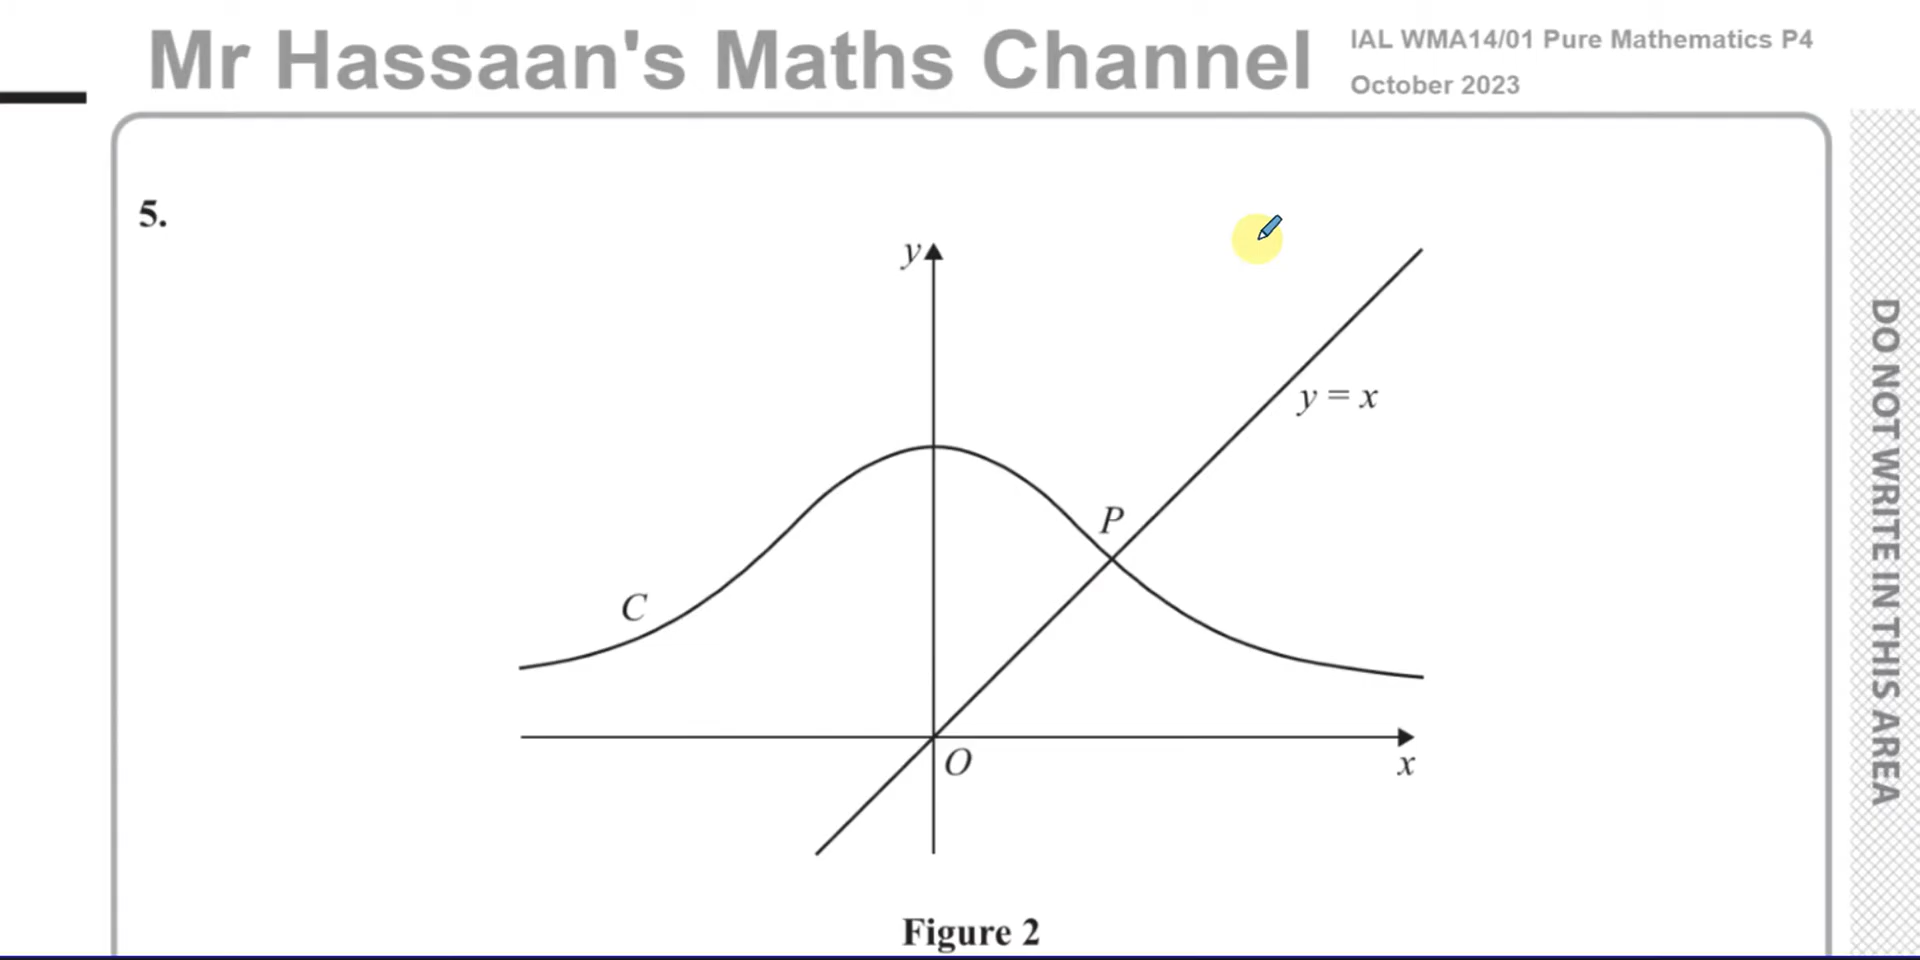 Mr Hassaan's Maths Channel
IAL WMA14/01 Pure Mathematics P4
October 2023
5.
y
y = x
P
C
O
x
Figure 2
DO NOT WRITE IN THIS AREA